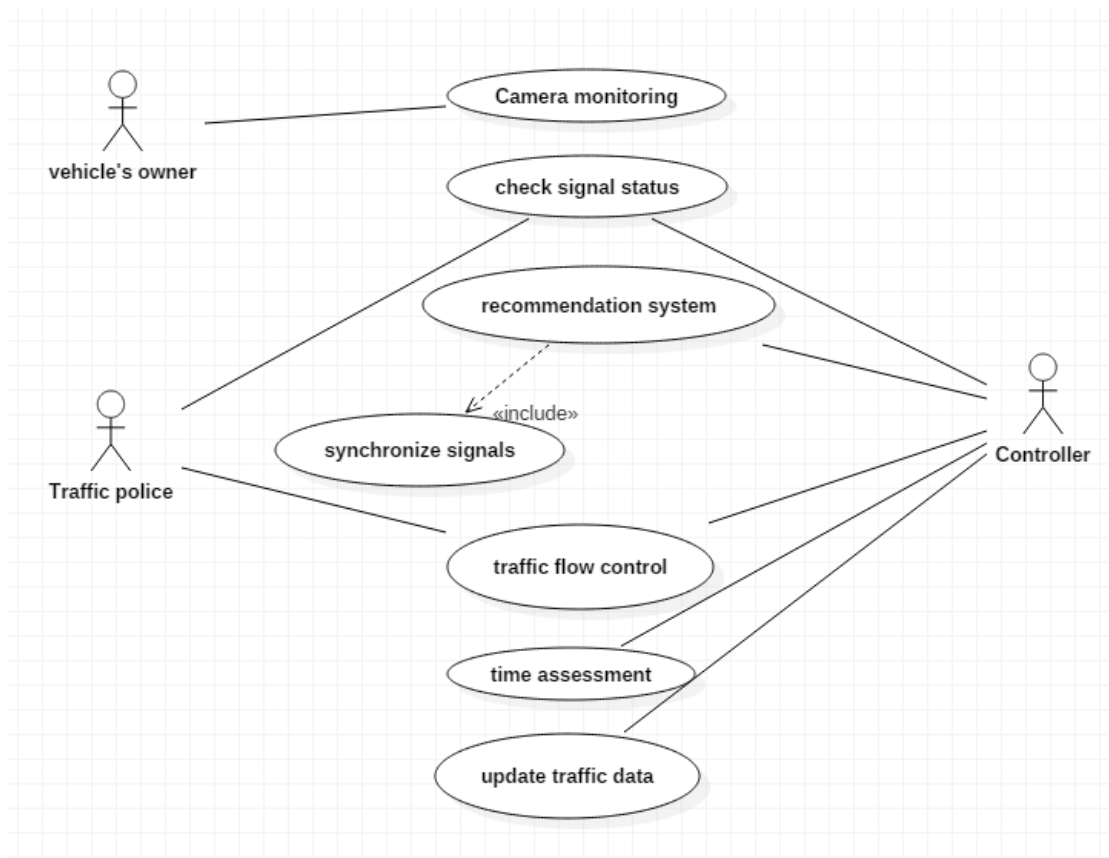 Camera monitoring
vehicle's owner
check signal status
recommendation system
«include»
synchronize signals
Controller
Traffic police
traffic flow control
time assessment
update traffic data